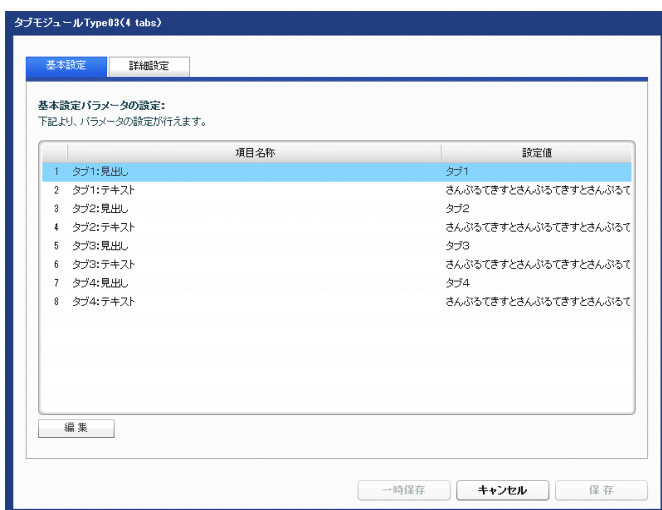 タブモジュールType03(4 tabs)
基本設定 詳細設定
基本設定パラメータの設定:
下記より、パラメータの設定が行えます。
項目名称 設定値
1 タブ1:見出し タブ1
2 タブ1:テキスト さんぷるてきすとさんぷるてきすとさんぷるて
3 タブ2:見出し タブ2
4 タブ2:テキスト さんぷるてきすとさんぷるてきすとさんぷるて
5 タブ3:見出し タブ3
6 タブ3:テキスト さんぷるてきすとさんぷるてきすとさんぷるて
7 タブ4:見出し タブ4
8 タブ4:テキスト さんぷるてきすとさんぷるてきすとさんぷるて
編集
一時保存 キャンセル 保存